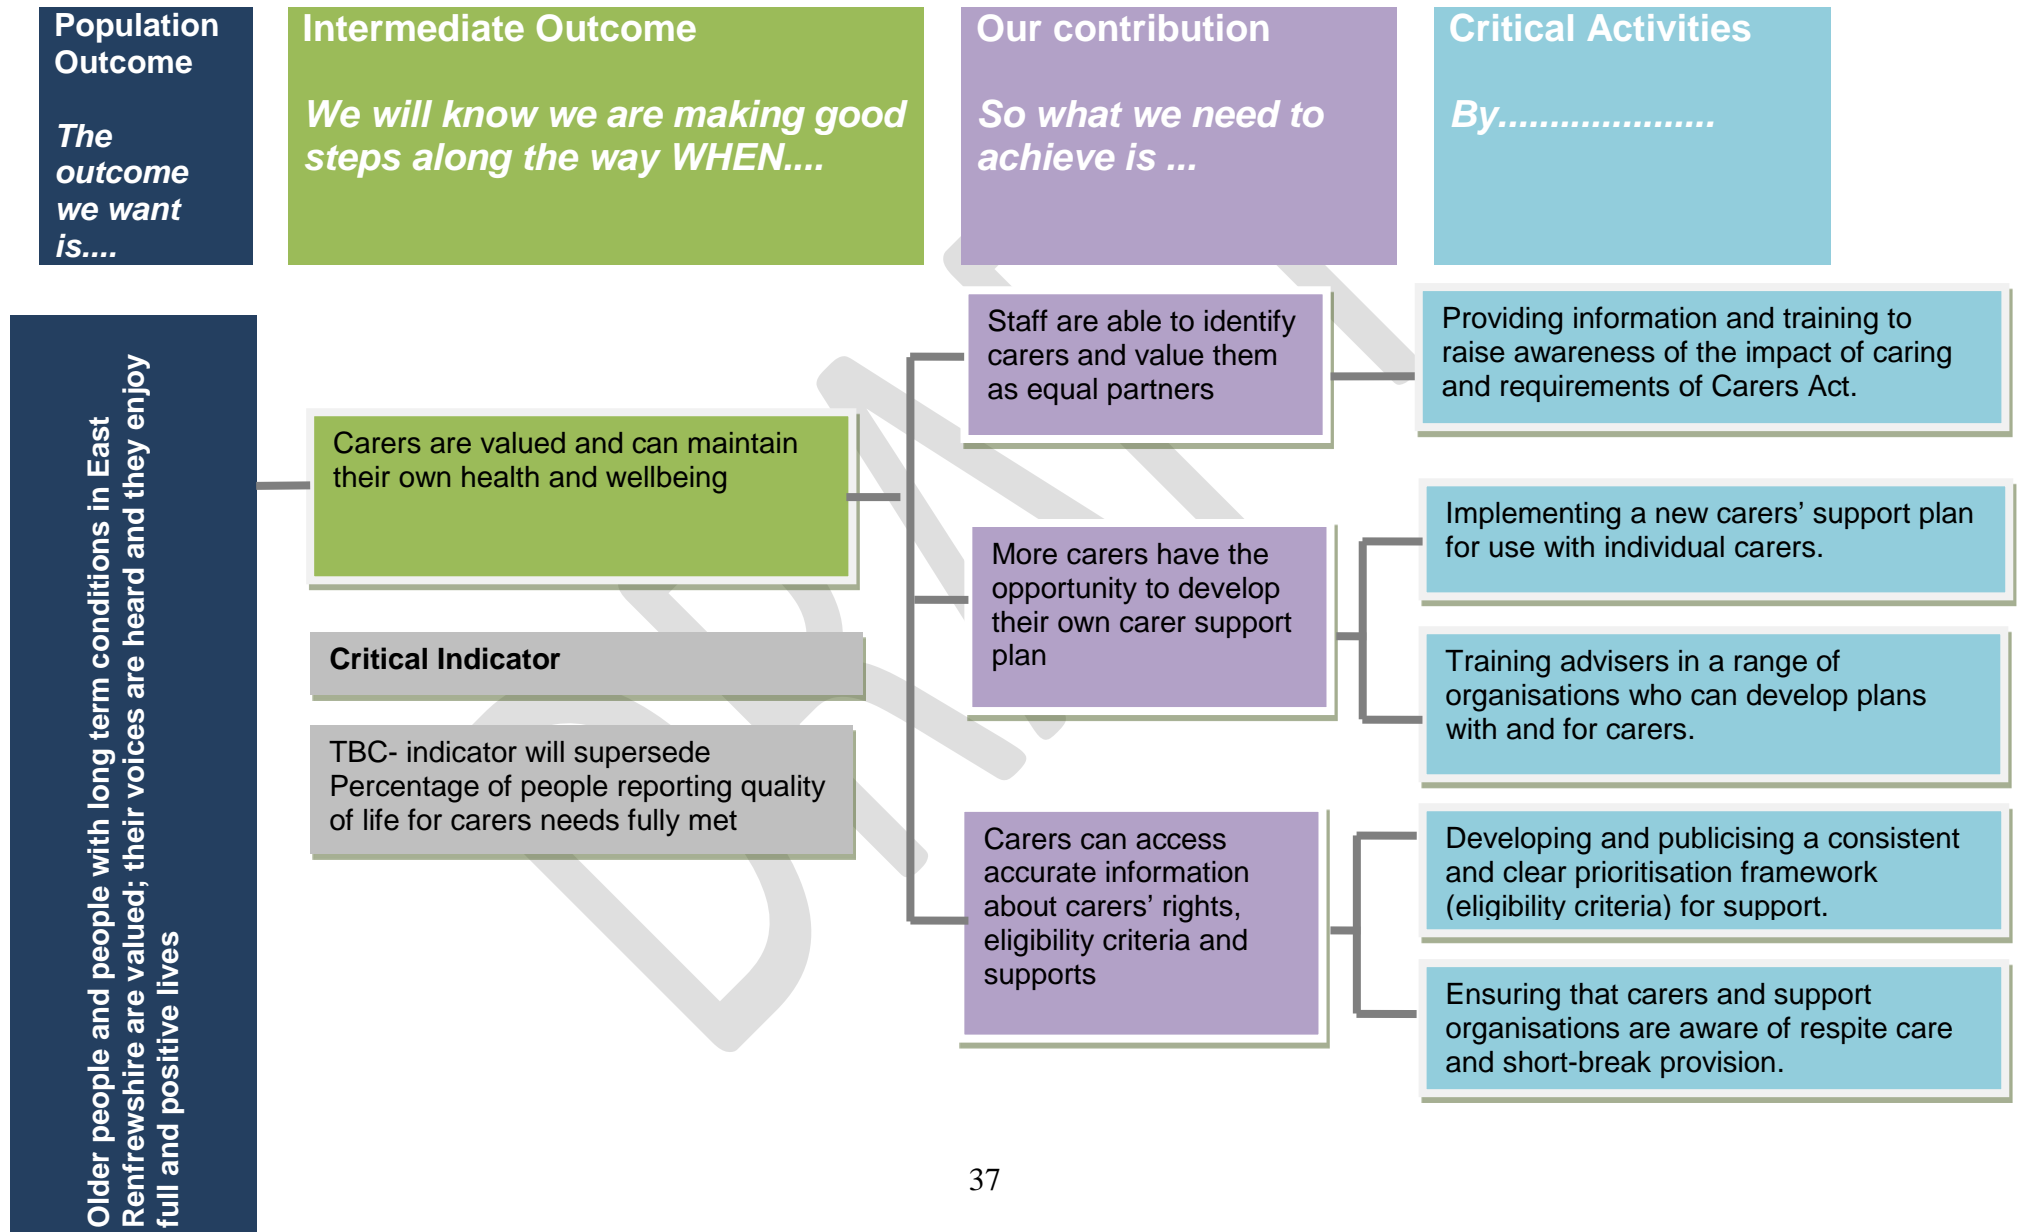 Population
Outcome
The
outcome
we want
is....
Intermediate Outcome
We will know we are making good
steps along the way WHEN....
Our contribution
So what we need to
achieve is ...
Critical Activities
By.....................
Older people and people with long term conditions in East
Renfrewshire are valued; their voices are heard and they enjoy
full and positive lives
Carers are valued and can maintain
their own health and wellbeing
Critical Indicator
TBC- indicator will supersede
Percentage of people reporting quality
of life for carers needs fully met
Staff are able to identify
carers and value them
as equal partners
More carers have the
opportunity to develop
their own carer support
plan
Carers can access
accurate information
about carers’ rights,
eligibility criteria and
supports
Providing information and training to
raise awareness of the impact of caring
and requirements of Carers Act.
Implementing a new carers’ support plan
for use with individual carers.
Training advisers in a range of
organisations who can develop plans
with and for carers.
Developing and publicising a consistent
and clear prioritisation framework
(eligibility criteria) for support.
Ensuring that carers and support
organisations are aware of respite care
and short-break provision.
DRAFT
37